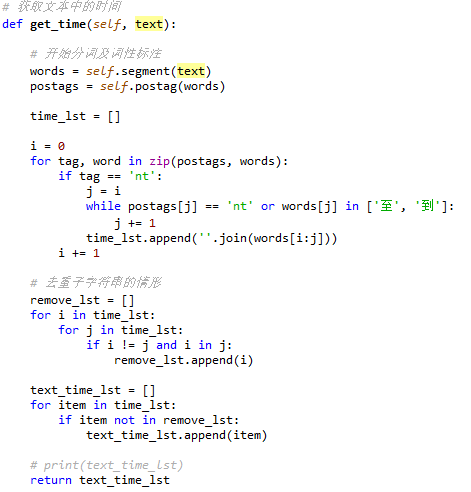 # 获取文本中的时间
def get_time(self, text):
# 开始分词及词性标注
words = self.segment(text)
postags = self.postag(words)
time_lst = []
i = 0
for tag, word in zip(postags, words):
if tag == 'nt':
j = i
while postags[j] == 'nt' or words[j] in ['至', '到']:
j += 1
time_lst.append(''.join(words[i:j]))
i += 1
# 去重子字符串的情形
remove_lst = []
for i in time_lst:
for j in time_lst:
if i != j and i in j:
remove_lst.append(i)
text_time_lst = []
for item in time_lst:
if item not in remove_lst:
text_time_lst.append(item)
# print(text_time_lst)
return text_time_lst